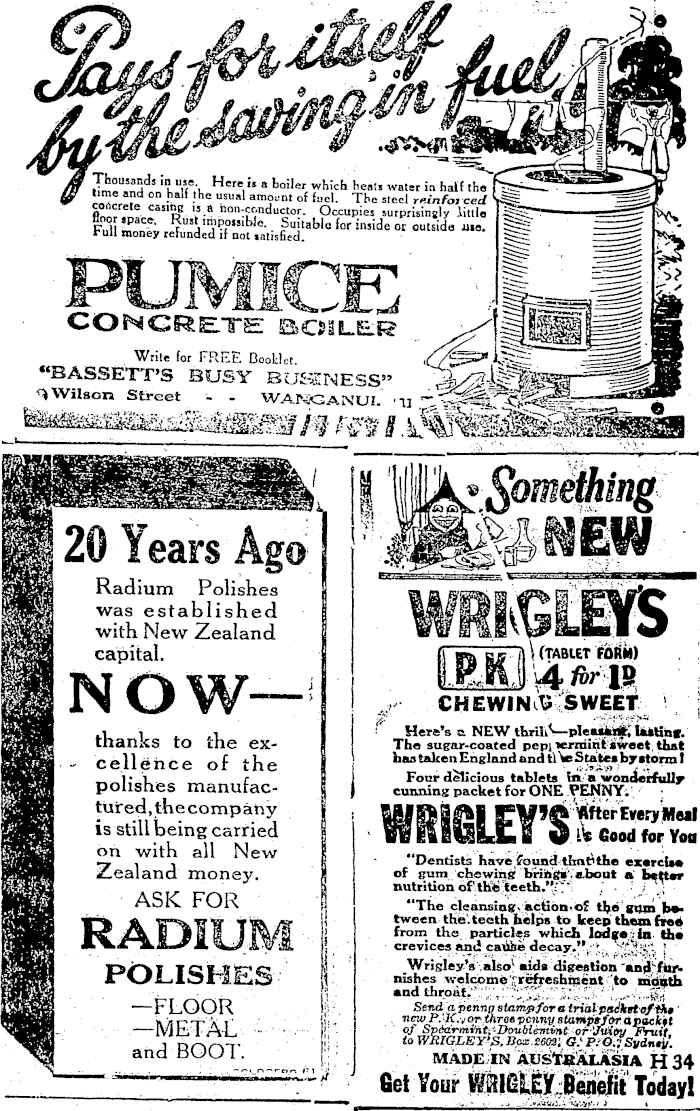 Pays for itself
by the saving in fuel
Thousands in use. Here is a boiler which heats water in half the
time and on half the usual amount of fuel. The steel reinforced
concrete casing is a non-conductor. Occupies surprisingly little
floor space. Rust impossible. Suitable for inside or outside use.
Full money refunded if not satisfied.
PUMICE
CONCRETE BOILER
Write for FREE Booklet.
"BASSETT'S BUSY BUSINESS"
Wilson Street - - WANGANUI.
20 Years Ago
Radium Polishes
was established
with New Zealand
capital.
NOW—
thanks to the ex-
cellence of the
polishes manufac-
tured, the company
is still being carried
on with all New
Zealand money.
ASK FOR
RADIUM
POLISHES
—FLOOR
—METAL
and BOOT.
Something
NEW
WRIGLEY'S
P K (TABLET FORM)
4 for 1D
CHEWING SWEET
Here's a NEW thrill—pleasant, lasting.
The sugar-coated peppermint sweet that
has taken England and the States by storm!
Four delicious tablets in a wonderfully
cunning packet for ONE PENNY.
WRIGLEY'S After Every Meal
It's Good for You
"Dentists have found that the exercise
of gum chewing brings about a better
nutrition of the teeth."
"The cleansing action of the gum be-
tween the teeth helps to keep them free
from the particles which lodge in the
crevices and cause decay."
Wrigley's also aids digestion and fur-
nishes welcome refreshment to mouth
and throat.
Send a penny stamp for a trial packet of the
new P.K., or three penny stamps for a packet
of Spearmint, Doublemint or Juicy Fruit,
to WRIGLEY'S, Box 2602, G.P.O., Sydney.
MADE IN AUSTRALASIA H 34
Get Your WRIGLEY Benefit Today!